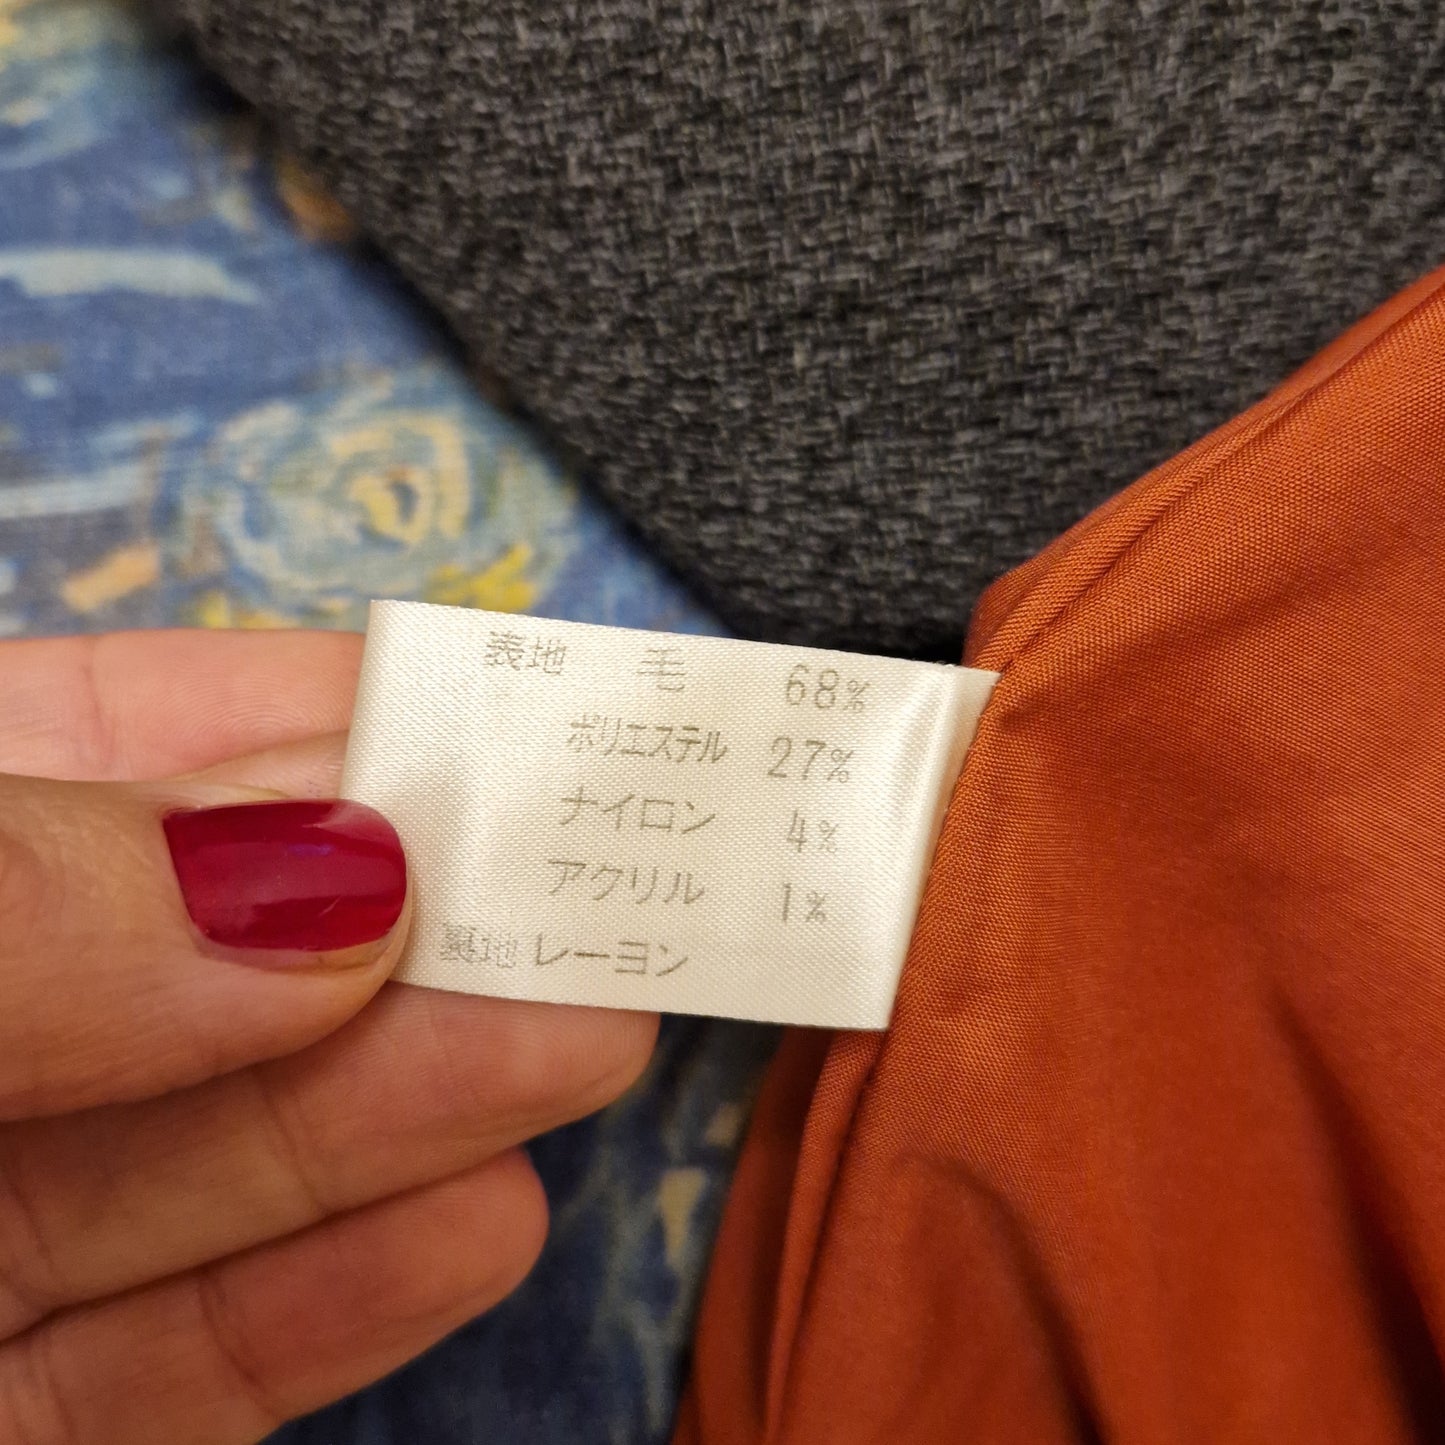 表地 毛 68%
ポリエステル 27%
ナイロン 4%
アクリル 1%
裏地 レーヨン